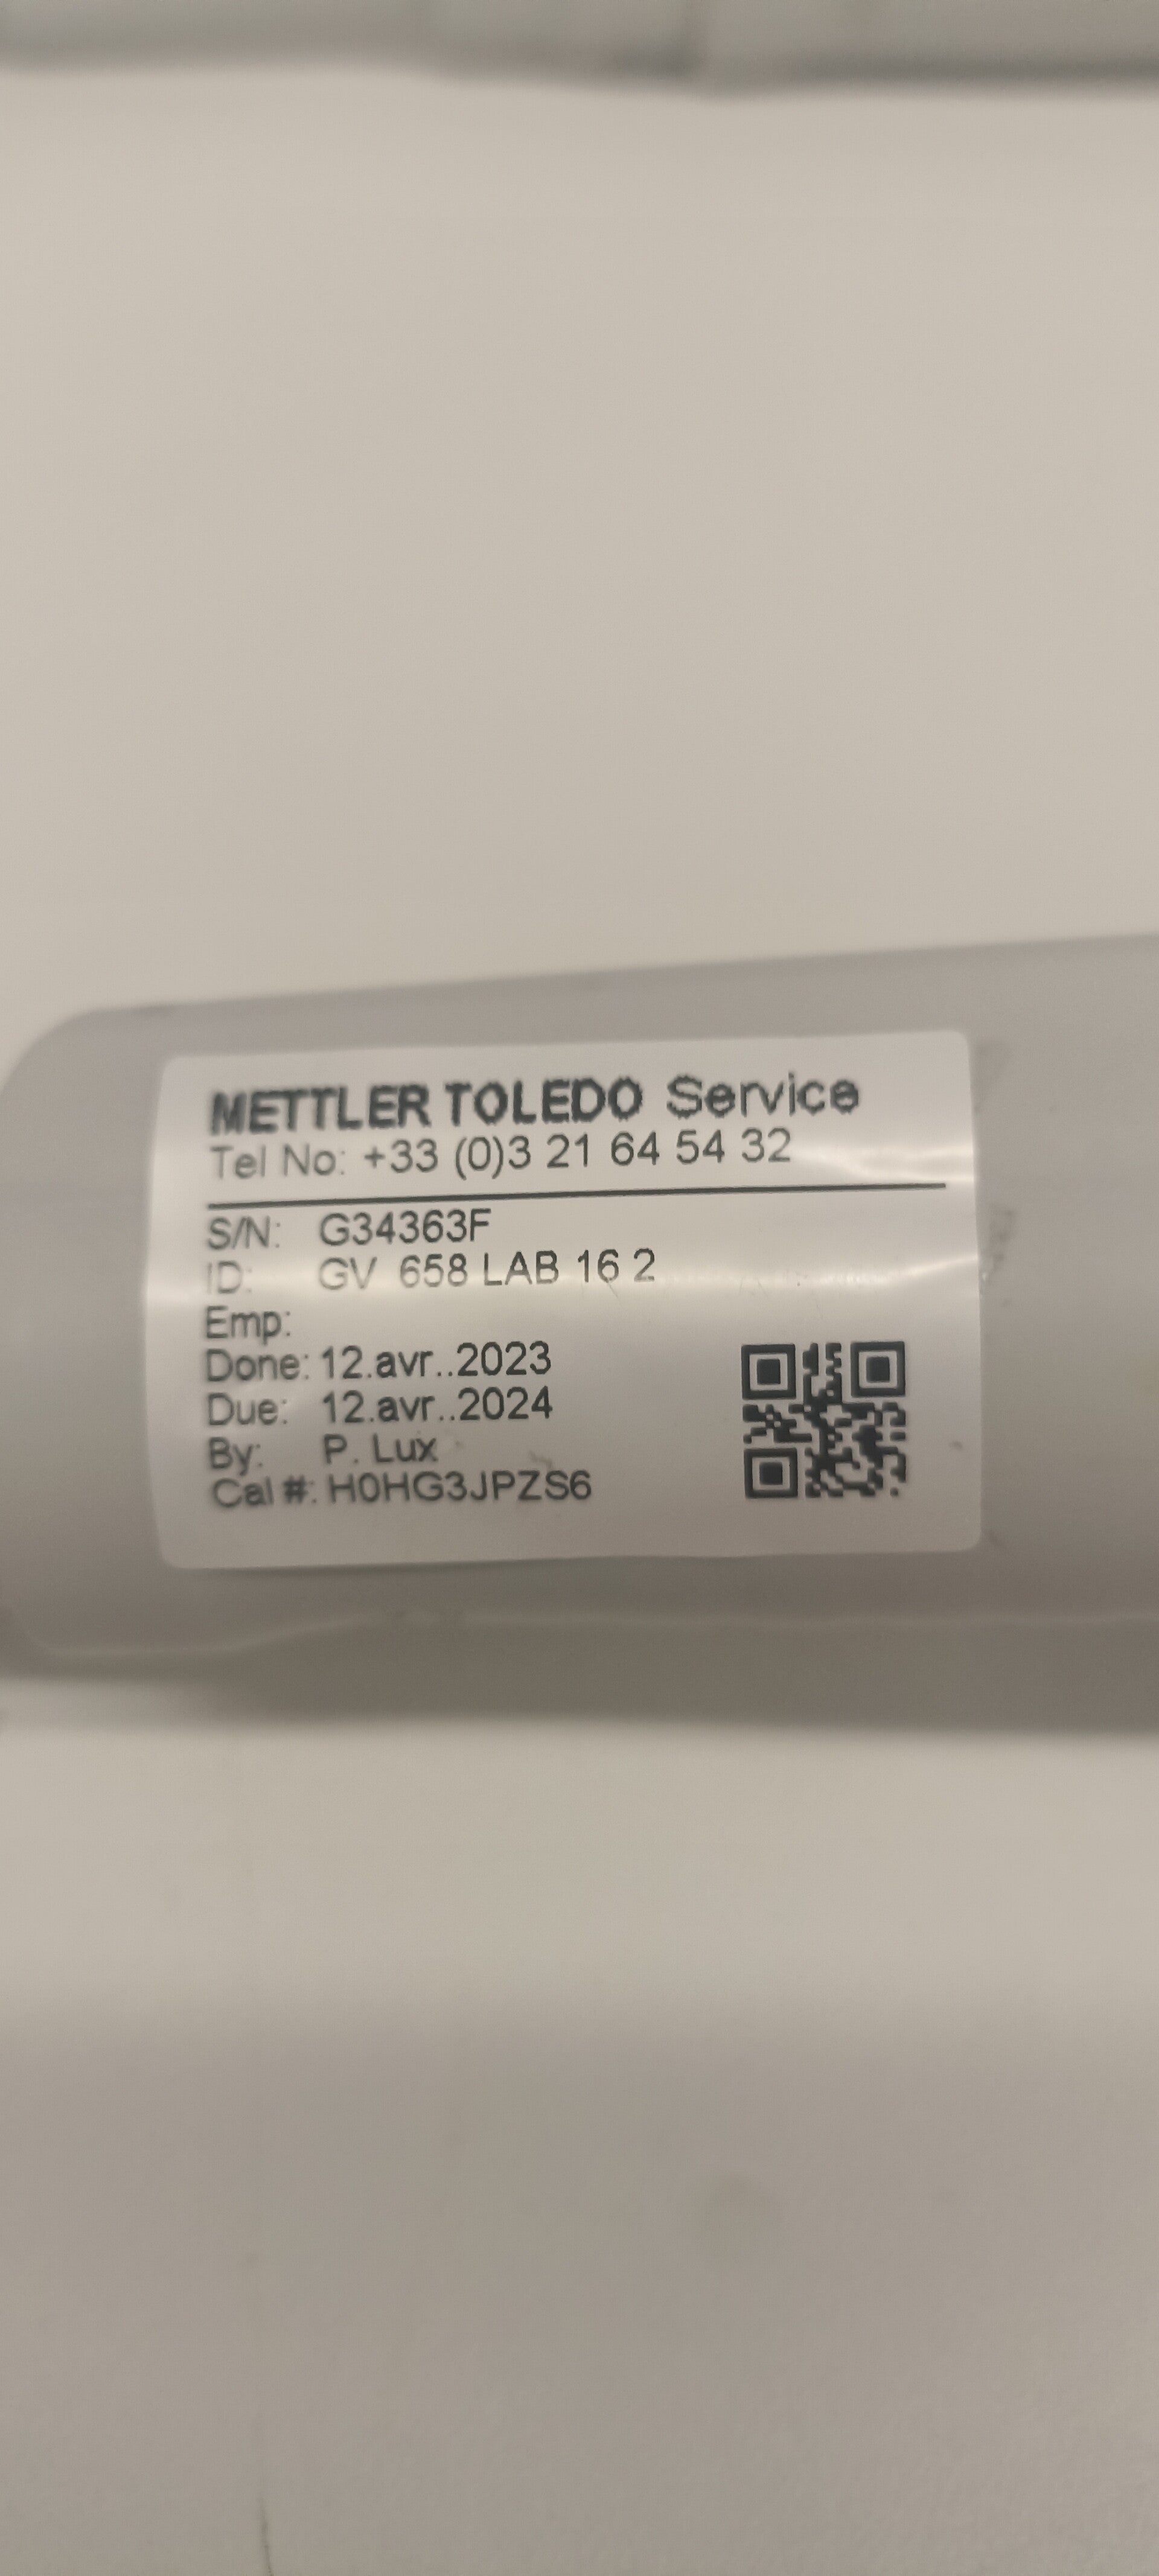 METTLER TOLEDO Service
Tel No: +33 (0)3 21 64 54 32
S/N: G34363F
ID: GV 658 LAB 16 2
Emp:
Done: 12.avr..2023
Due: 12.avr..2024
By: P. Lux
Cal #: H0HG3JPZS6